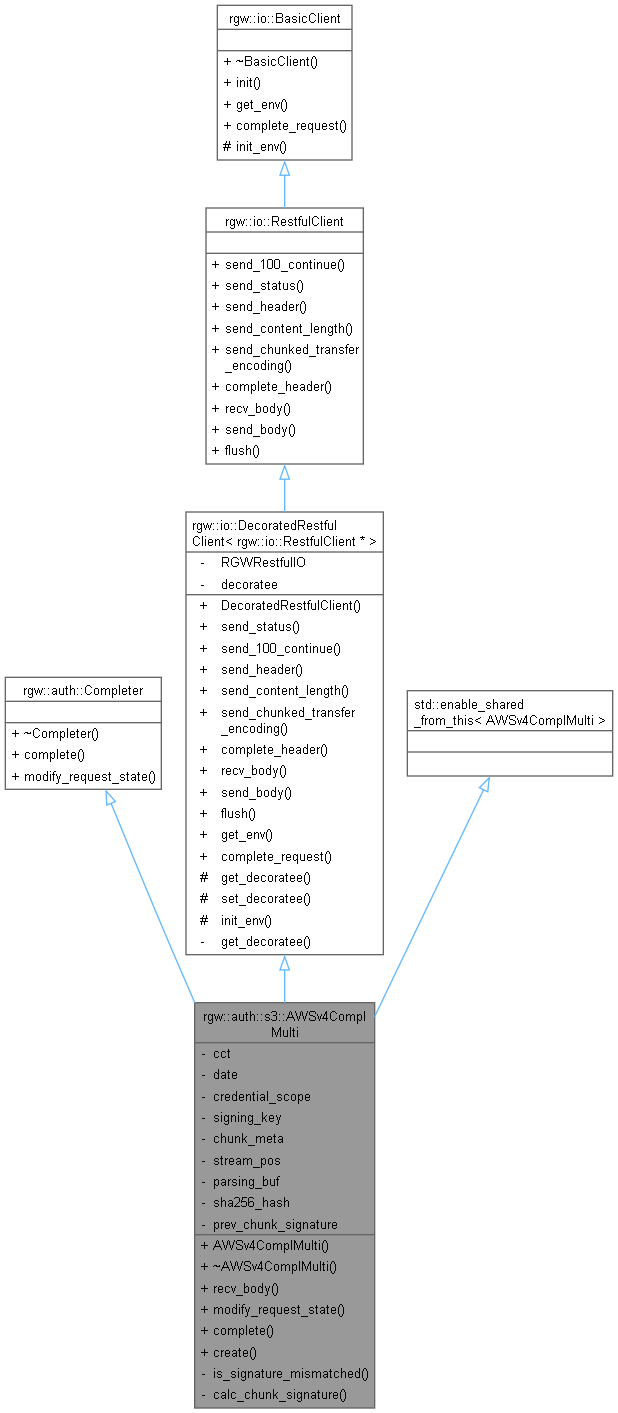 rgw::io::BasicClient
+ ~BasicClient()
+ init()
+ get_env()
+ complete_request()
# init_env()
rgw::io::RestfulClient
+ send_100_continue()
+ send_status()
+ send_header()
+ send_content_length()
+ send_chunked_transfer
_encoding()
+ complete_header()
+ recv_body()
+ send_body()
+ flush()
rgw::io::DecoratedRestful
Client< rgw::io::RestfulClient * >
- RGWRestfulIO
- decoratee
+ DecoratedRestfulClient()
+ send_status()
+ send_100_continue()
+ send_header()
+ send_content_length()
+ send_chunked_transfer
_encoding()
+ complete_header()
+ recv_body()
+ send_body()
+ flush()
+ get_env()
+ complete_request()
# get_decoratee()
# set_decoratee()
# init_env()
- get_decoratee()
rgw::auth::Completer
+ ~Completer()
+ complete()
+ modify_request_state()
std::enable_shared
_from_this< AWSv4ComplMulti >
rgw::auth::s3::AWSv4Compl
Multi
- cct
- date
- credential_scope
- signing_key
- chunk_meta
- stream_pos
- parsing_buf
- sha256_hash
- prev_chunk_signature
+ AWSv4ComplMulti()
+ ~AWSv4ComplMulti()
+ recv_body()
+ modify_request_state()
+ complete()
+ create()
- is_signature_mismatched()
- calc_chunk_signature()